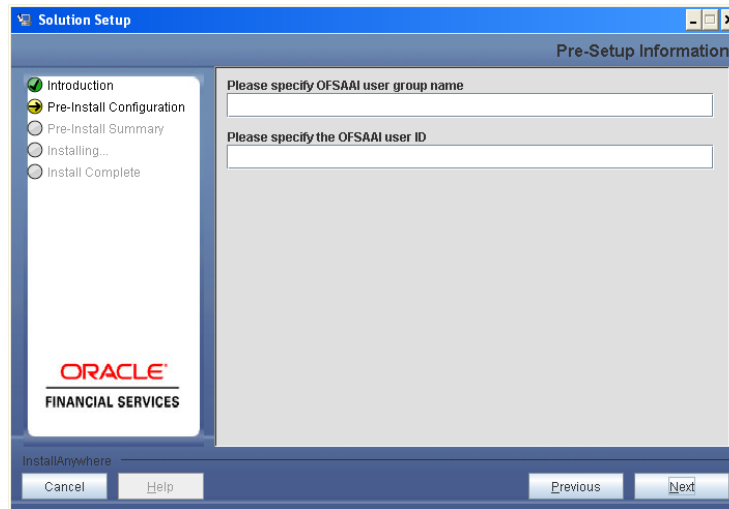 Solution Setup
Pre-Setup Information
Introduction
Pre-Install Configuration
Pre-Install Summary
Installing...
Install Complete
Please specify OFSAAI user group name
Please specify the OFSAAI user ID
ORACLE
FINANCIAL SERVICES
InstallAnywhere
Cancel
Help
Previous
Next